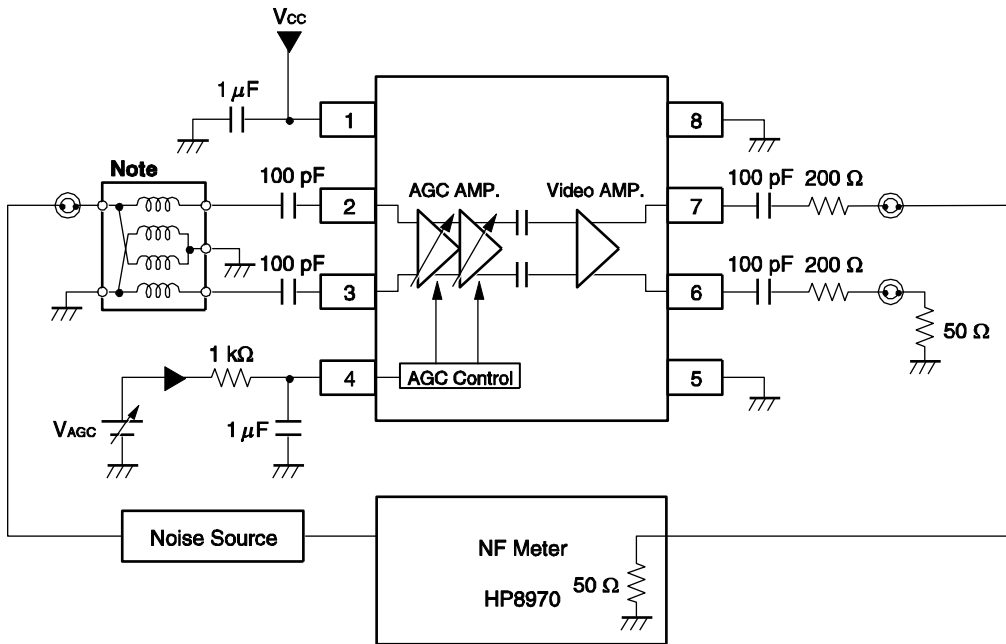 VCC
1 μF
1
8
Note
100 pF
AGC AMP.
Video AMP.
100 pF
200 Ω
2
7
100 pF
100 pF
200 Ω
3
6
50 Ω
1 kΩ
4
AGC Control
5
VAGC
1 μF
Noise Source
NF Meter
50 Ω
HP8970